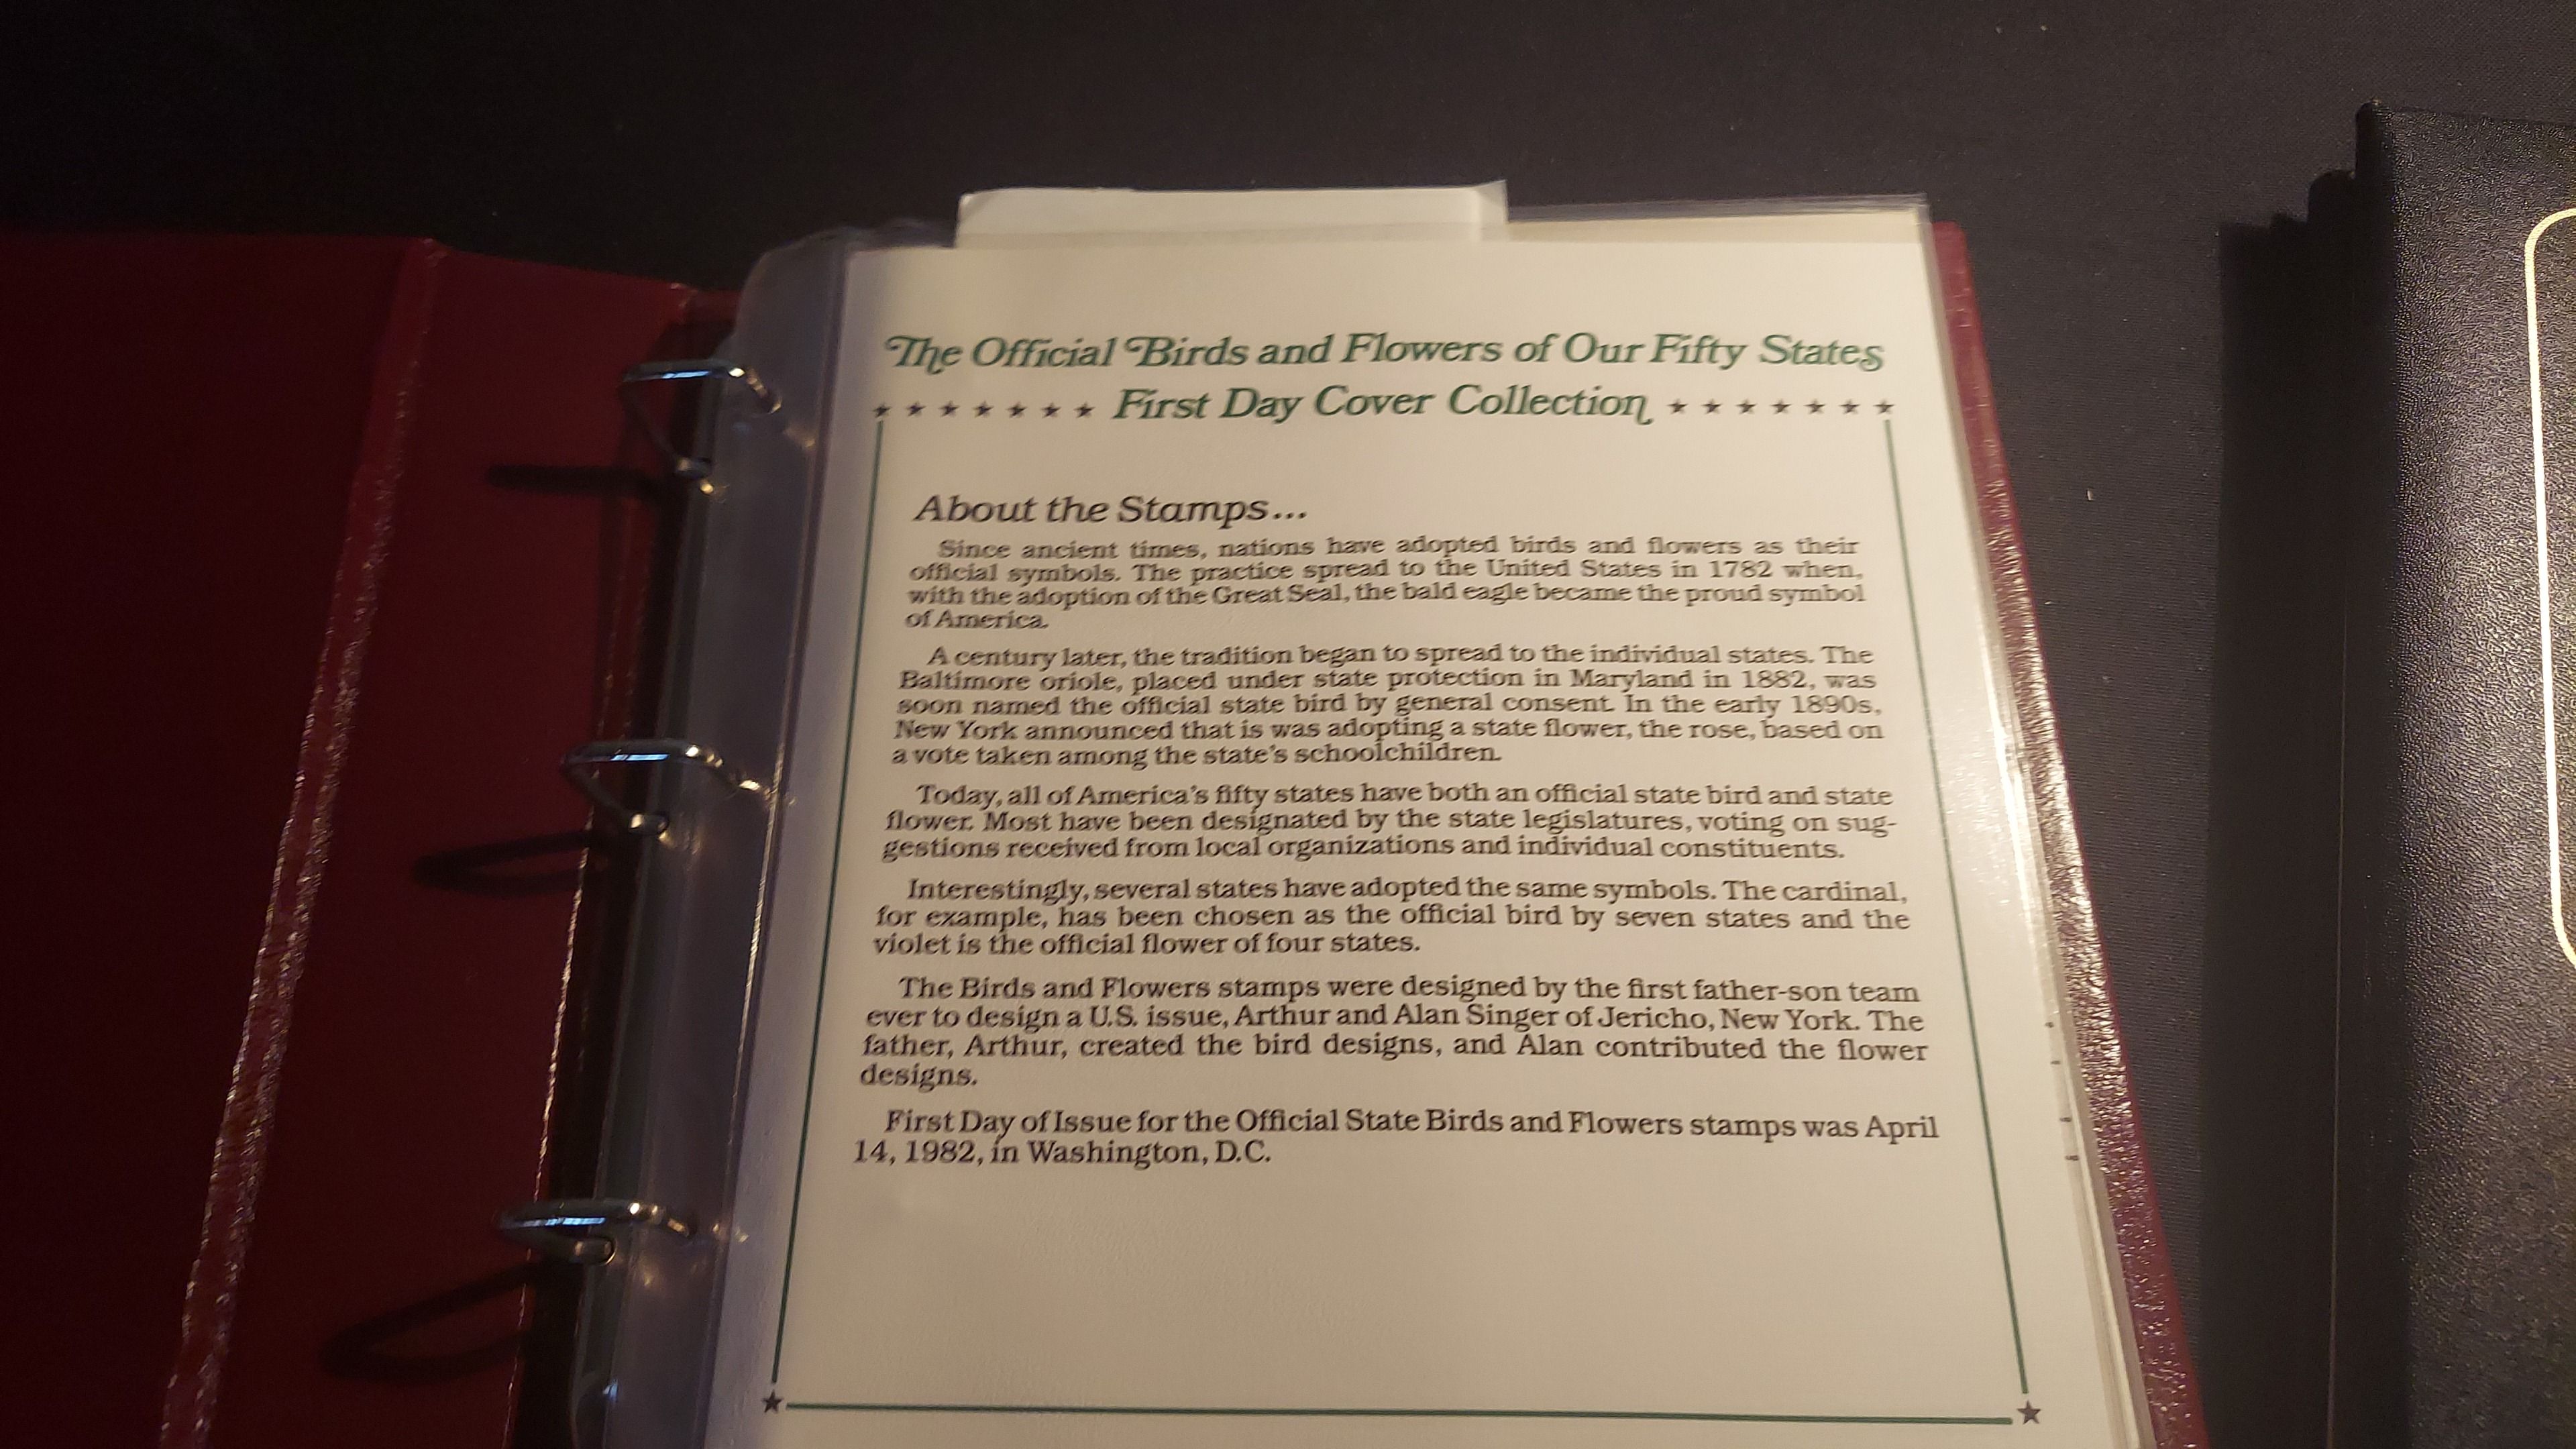 The Official Birds and Flowers of Our Fifty States
First Day Cover Collection
About the Stamps...
Since ancient times, nations have adopted birds and flowers as their
official symbols. The practice spread to the United States in 1782 when,
with the adoption of the Great Seal, the bald eagle became the proud symbol
of America.
A century later, the tradition began to spread to the individual states. The
Baltimore oriole, placed under state protection in Maryland in 1882, was
soon named the official state bird by general consent. In the early 1890s,
New York announced that is was adopting a state flower, the rose, based on
a vote taken among the state's schoolchildren.
Today, all of America's fifty states have both an official state bird and state
flower. Most have been designated by the state legislatures, voting on sug-
gestions received from local organizations and individual constituents.
Interestingly, several states have adopted the same symbols. The cardinal,
for example, has been chosen as the official bird by seven states and the
violet is the official flower of four states.
The Birds and Flowers stamps were designed by the first father-son team
ever to design a U.S. issue, Arthur and Alan Singer of Jericho, New York. The
father, Arthur, created the bird designs, and Alan contributed the flower
designs.
First Day of Issue for the Official State Birds and Flowers stamps was April
14, 1982, in Washington, D.C.